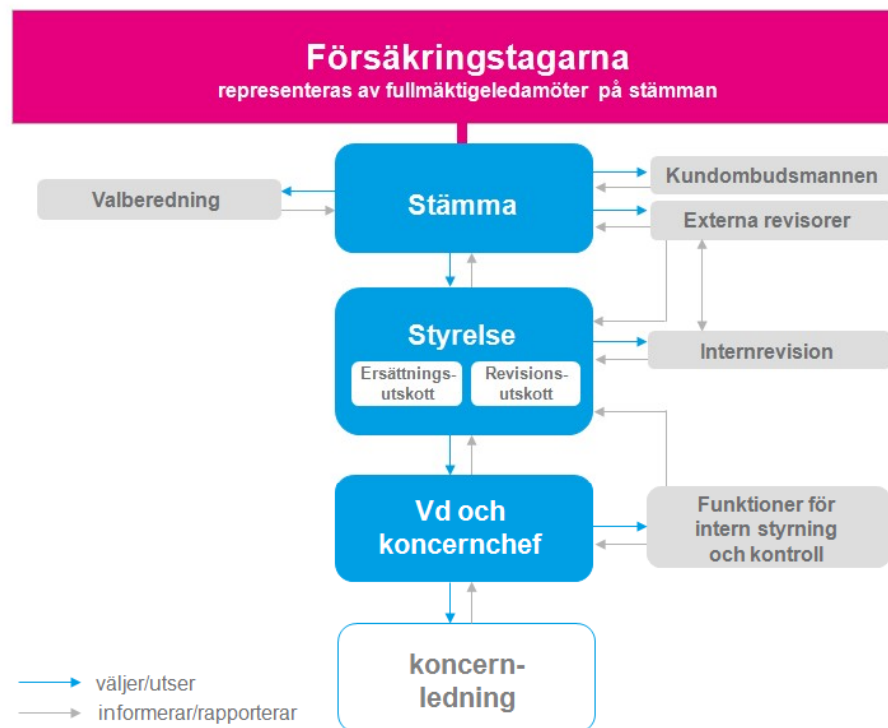 Försäkringstagarna
representeras av fullmäktigeledamöter på stämman
Valberedning
Stämma
Kundombudsmannen
Externa revisorer
Styrelse
Ersättnings-
utskott
Revisions-
utskott
Internrevision
Vd och
koncernchef
Funktioner för
intern styrning
och kontroll
koncern-
ledning
väljer/utser
informerar/rapporterar